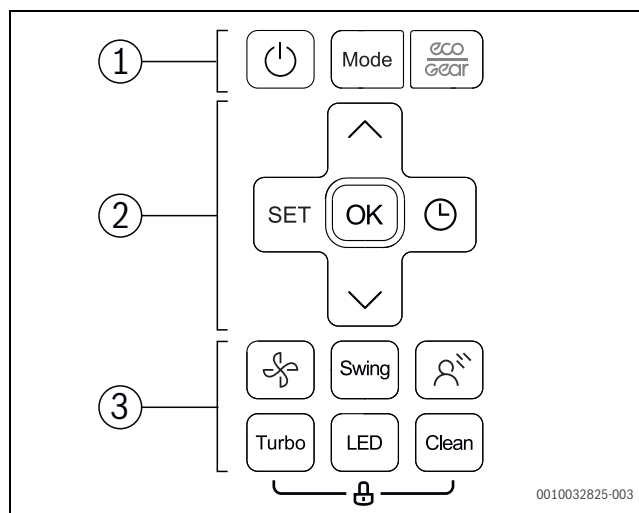 1
Mode
eco
Gear
2
SET
OK
3
Swing
Turbo
LED
Clean
0010032825-003